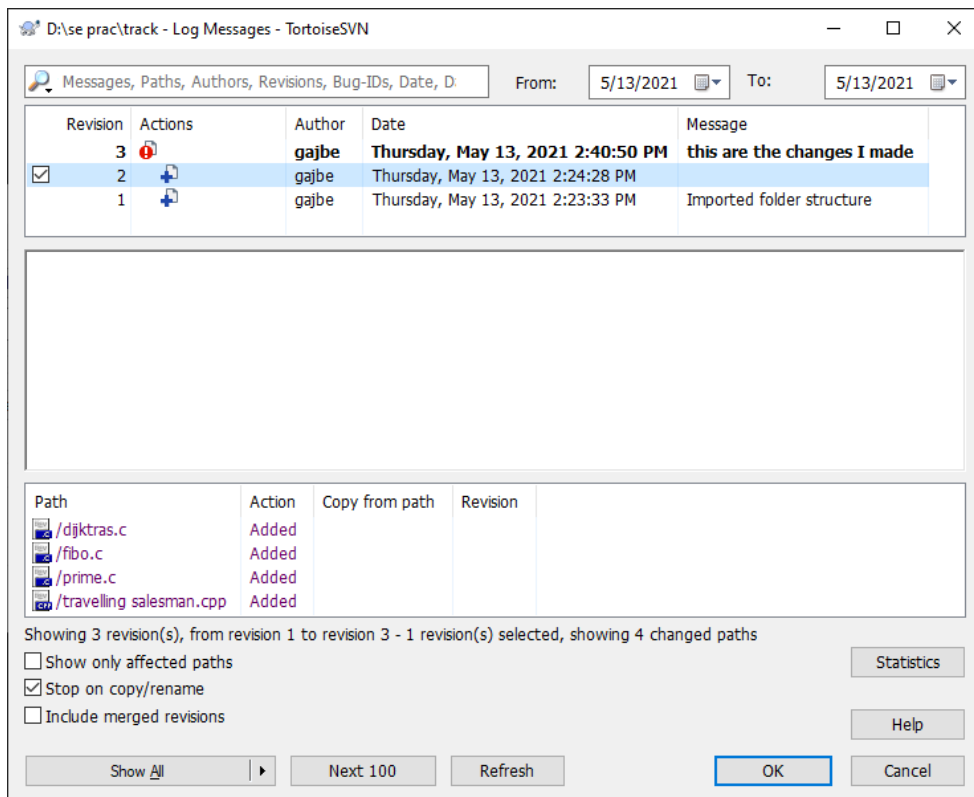 D:\se prac\track - Log Messages - TortoiseSVN
Messages, Paths, Authors, Revisions, Bug-IDs, Date, D From: 5/13/2021 To: 5/13/2021
Revision Actions Author Date Message
3 gajbe Thursday, May 13, 2021 2:40:50 PM this are the changes I made
2 gajbe Thursday, May 13, 2021 2:24:28 PM
1 gajbe Thursday, May 13, 2021 2:23:33 PM Imported folder structure
Path Action Copy from path Revision
/dijktras.c Added
/fibo.c Added
/prime.c Added
/travelling salesman.cpp Added
Showing 3 revision(s), from revision 1 to revision 3 - 1 revision(s) selected, showing 4 changed paths
Show only affected paths
Statistics
Stop on copy/rename
Include merged revisions
Help
Show All Next 100 Refresh OK Cancel